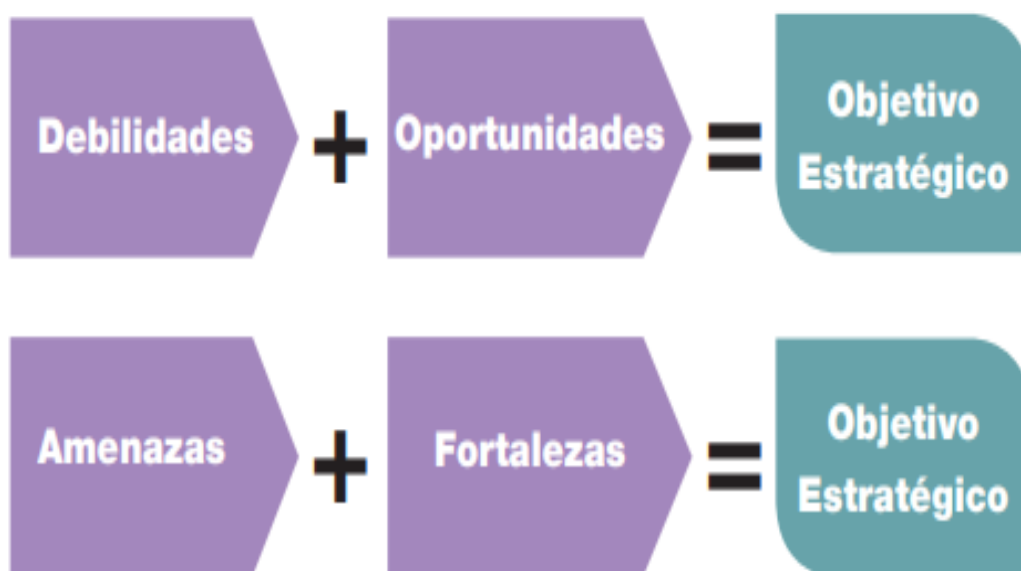 Debilidades + Oportunidades = Objetivo
Estratégico
Amenazas + Fortalezas = Objetivo
Estratégico